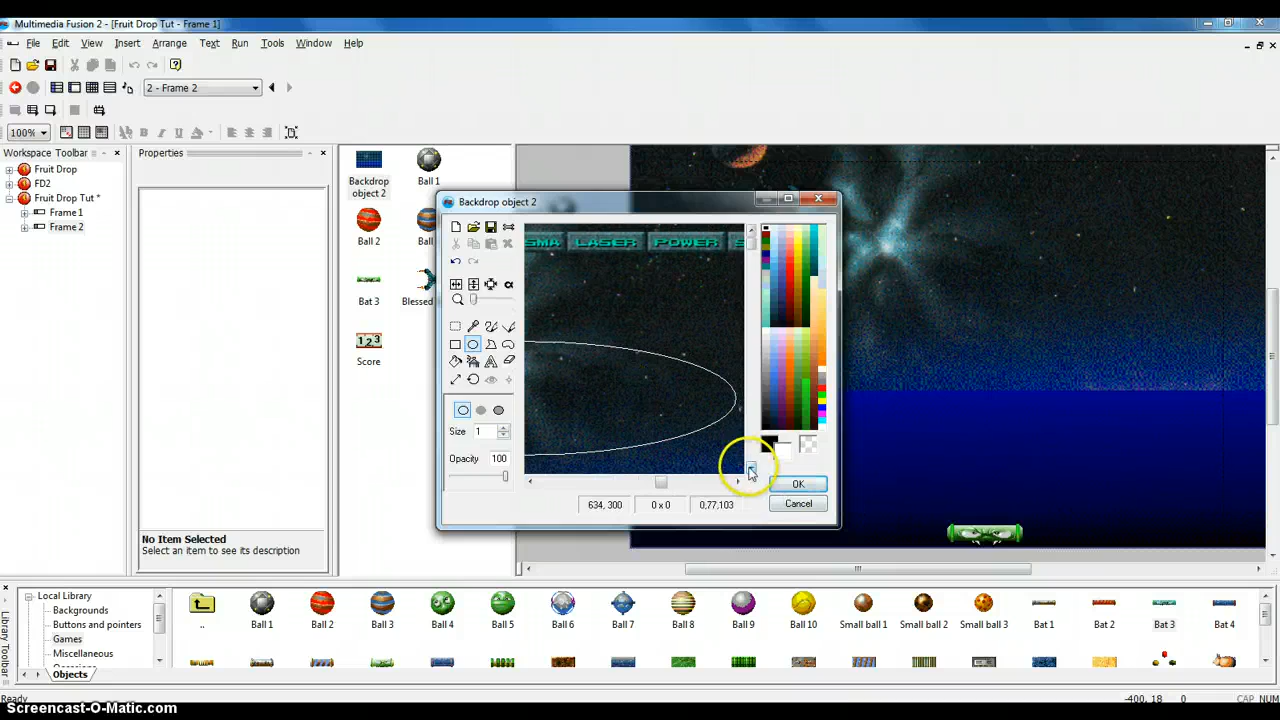 Multimedia Fusion 2 - [Fruit Drop Tut - Frame 1]
File Edit View Insert Arrange Text Run Tools Window Help
2 - Frame 2
100%
Workspace Toolbar
Properties
Fruit Drop
FD2
Fruit Drop Tut *
Frame 1
Frame 2
No Item Selected
Select an item to see its description
Backdrop object 2
Ball 1
Ball 2
Bat 3
Blessed
Score
Backdrop object 2
LASER POWER
Size 1
Opacity 100
634, 300 0 x 0 0,77,103
OK
Cancel
Library Toolbar
Local Library
Backgrounds
Buttons and pointers
Games
Miscellaneous
Objects
.. Ball 1 Ball 2 Ball 3 Ball 4 Ball 5 Ball 6 Ball 7 Ball 8 Ball 9 Ball 10 Small ball 1 Small ball 2 Small ball 3 Bat 1 Bat 2 Bat 3 Bat 4
Ready
-400, 18 0 CAP NUM
Screencast-O-Matic.com